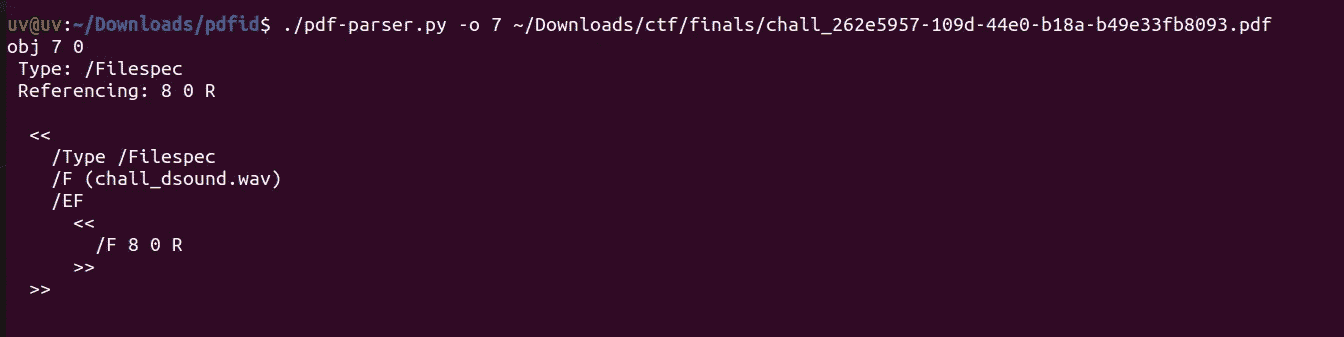 uv@uv:~/Downloads/pdfid$ ./pdf-parser.py -o 7 ~/Downloads/ctf/finals/chall_262e5957-109d-44e0-b18a-b49e33fb8093.pdf
obj 7 0
 Type: /Filespec
 Referencing: 8 0 R

  <<
    /Type /Filespec
    /F (chall_dsound.wav)
    /EF
      <<
        /F 8 0 R
      >>
  >>